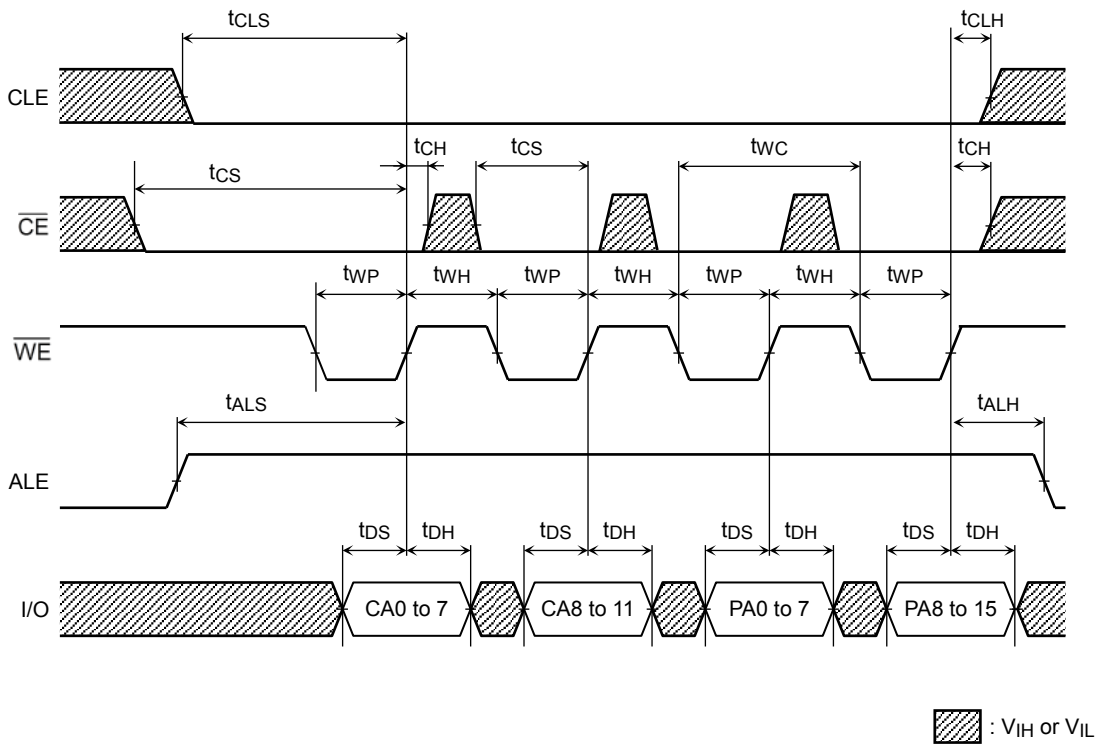 tCLS tCLH
CLE
tCH tCS tWC tCH
tCS
CE
tWP tWH tWP tWH tWP tWH tWP
WE
tALS tALH
ALE
tDS tDH tDS tDH tDS tDH tDS tDH
I/O CA0 to 7 CA8 to 11 PA0 to 7 PA8 to 15
: VIH or VIL